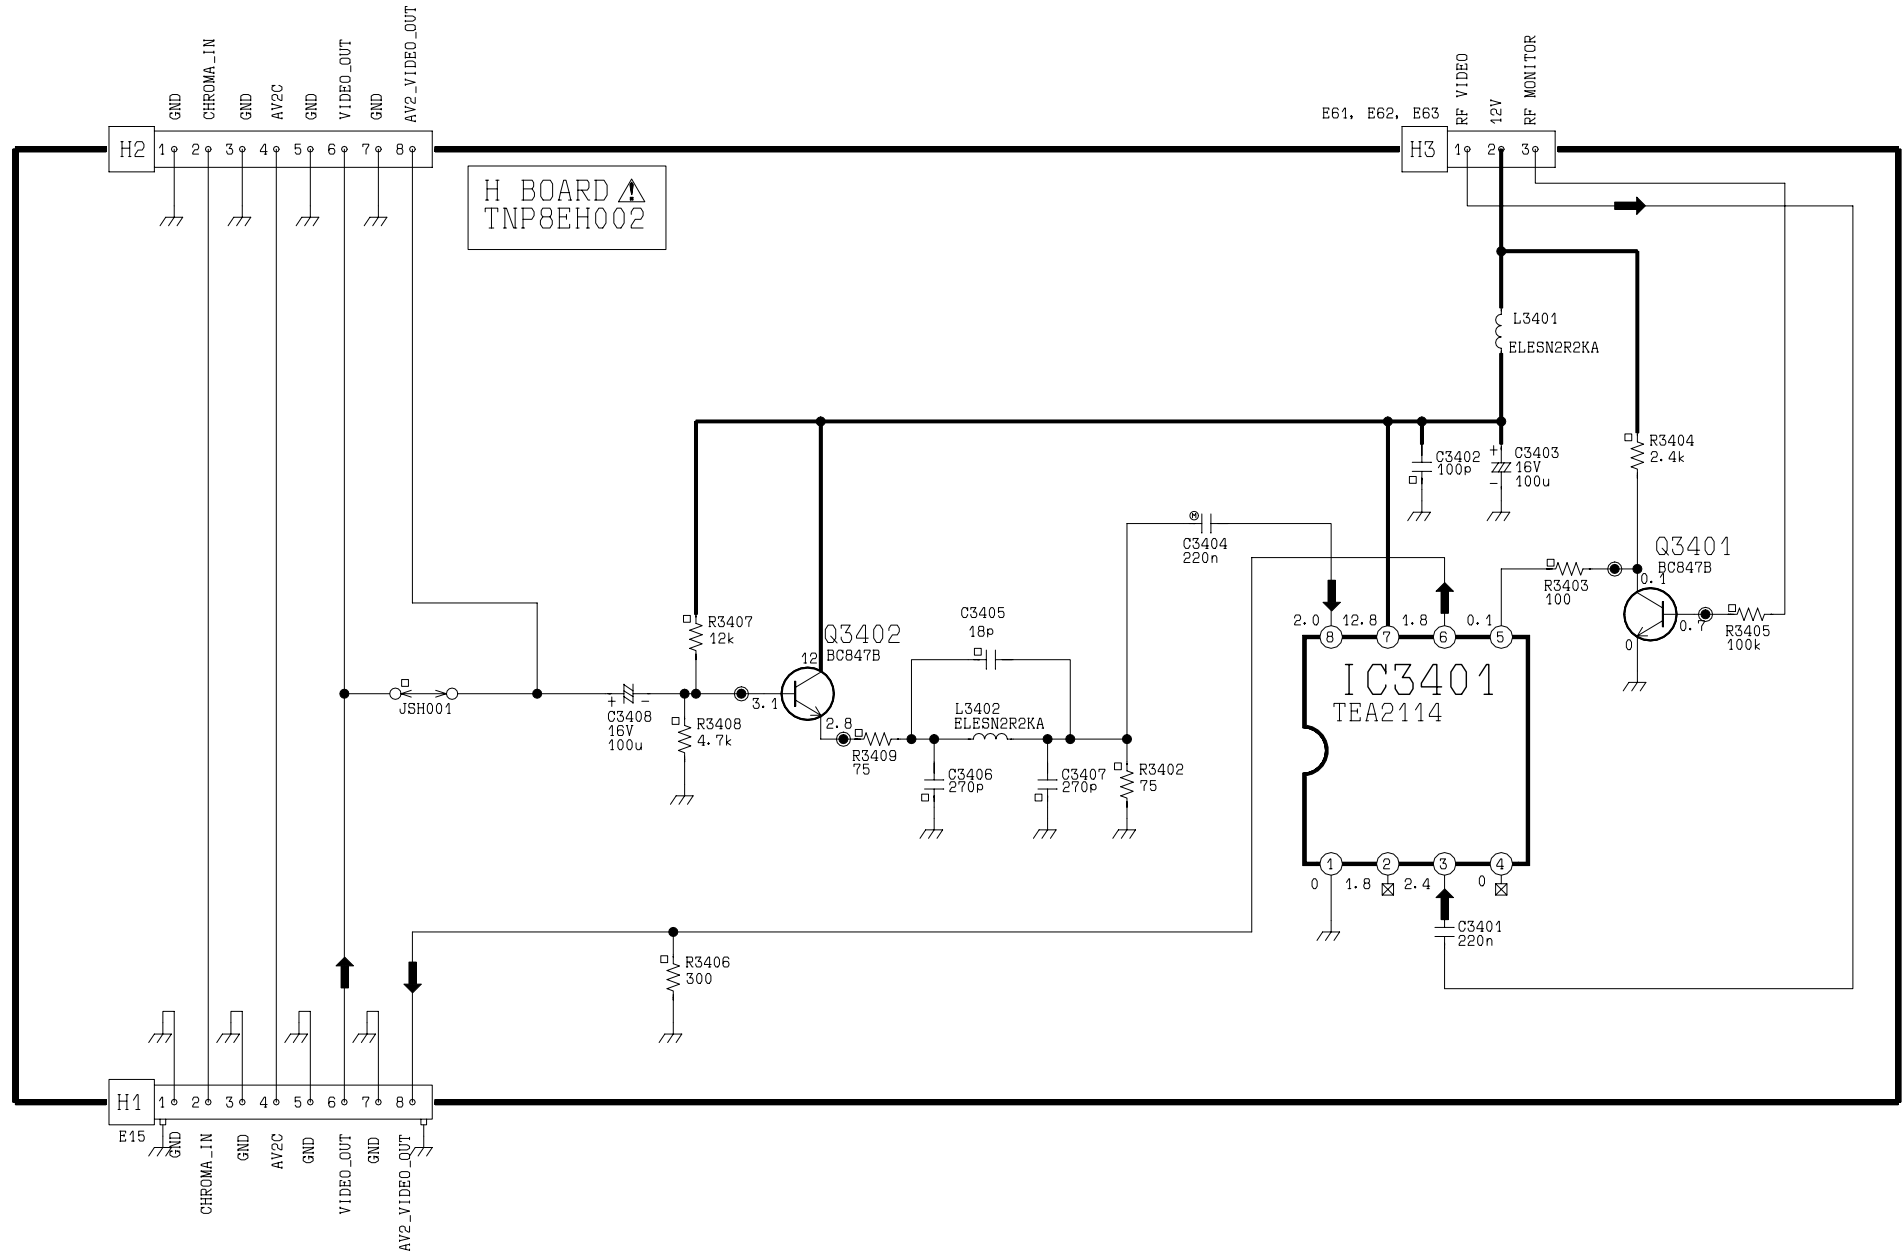 GND
CHROMA_IN
GND
AV2C
GND
VIDEO_OUT
GND
AV2_VIDEO_OUT
H2
1 2 3 4 5 6 7 8
H BOARD
TNP8EH002
E61, E62, E63
RF VIDEO
12V
RF MONITOR
H3
1 2 3
L3401
ELESN2R2KA
C3402
100p
+
C3403
16V
100u
-
R3404
2.4k
Q3401
BC847B
0.1
0.7
0
R3403
100
R3405
100k
C3404
220n
C3405
18p
R3407
12k
Q3402
BC847B
12
3.1
2.8
JSH001
+ -
C3408
16V
100u
R3408
4.7k
R3409
75
L3402
ELESN2R2KA
C3406
270p
C3407
270p
R3402
75
2.0 12.8 1.8 0.1
8 7 6 5
IC3401
TEA2114
1 2 3 4
0 1.8 2.4 0
C3401
220n
R3406
300
H1
1 2 3 4 5 6 7 8
E15
GND
CHROMA_IN
GND
AV2C
GND
VIDEO_OUT
GND
AV2_VIDEO_OUT